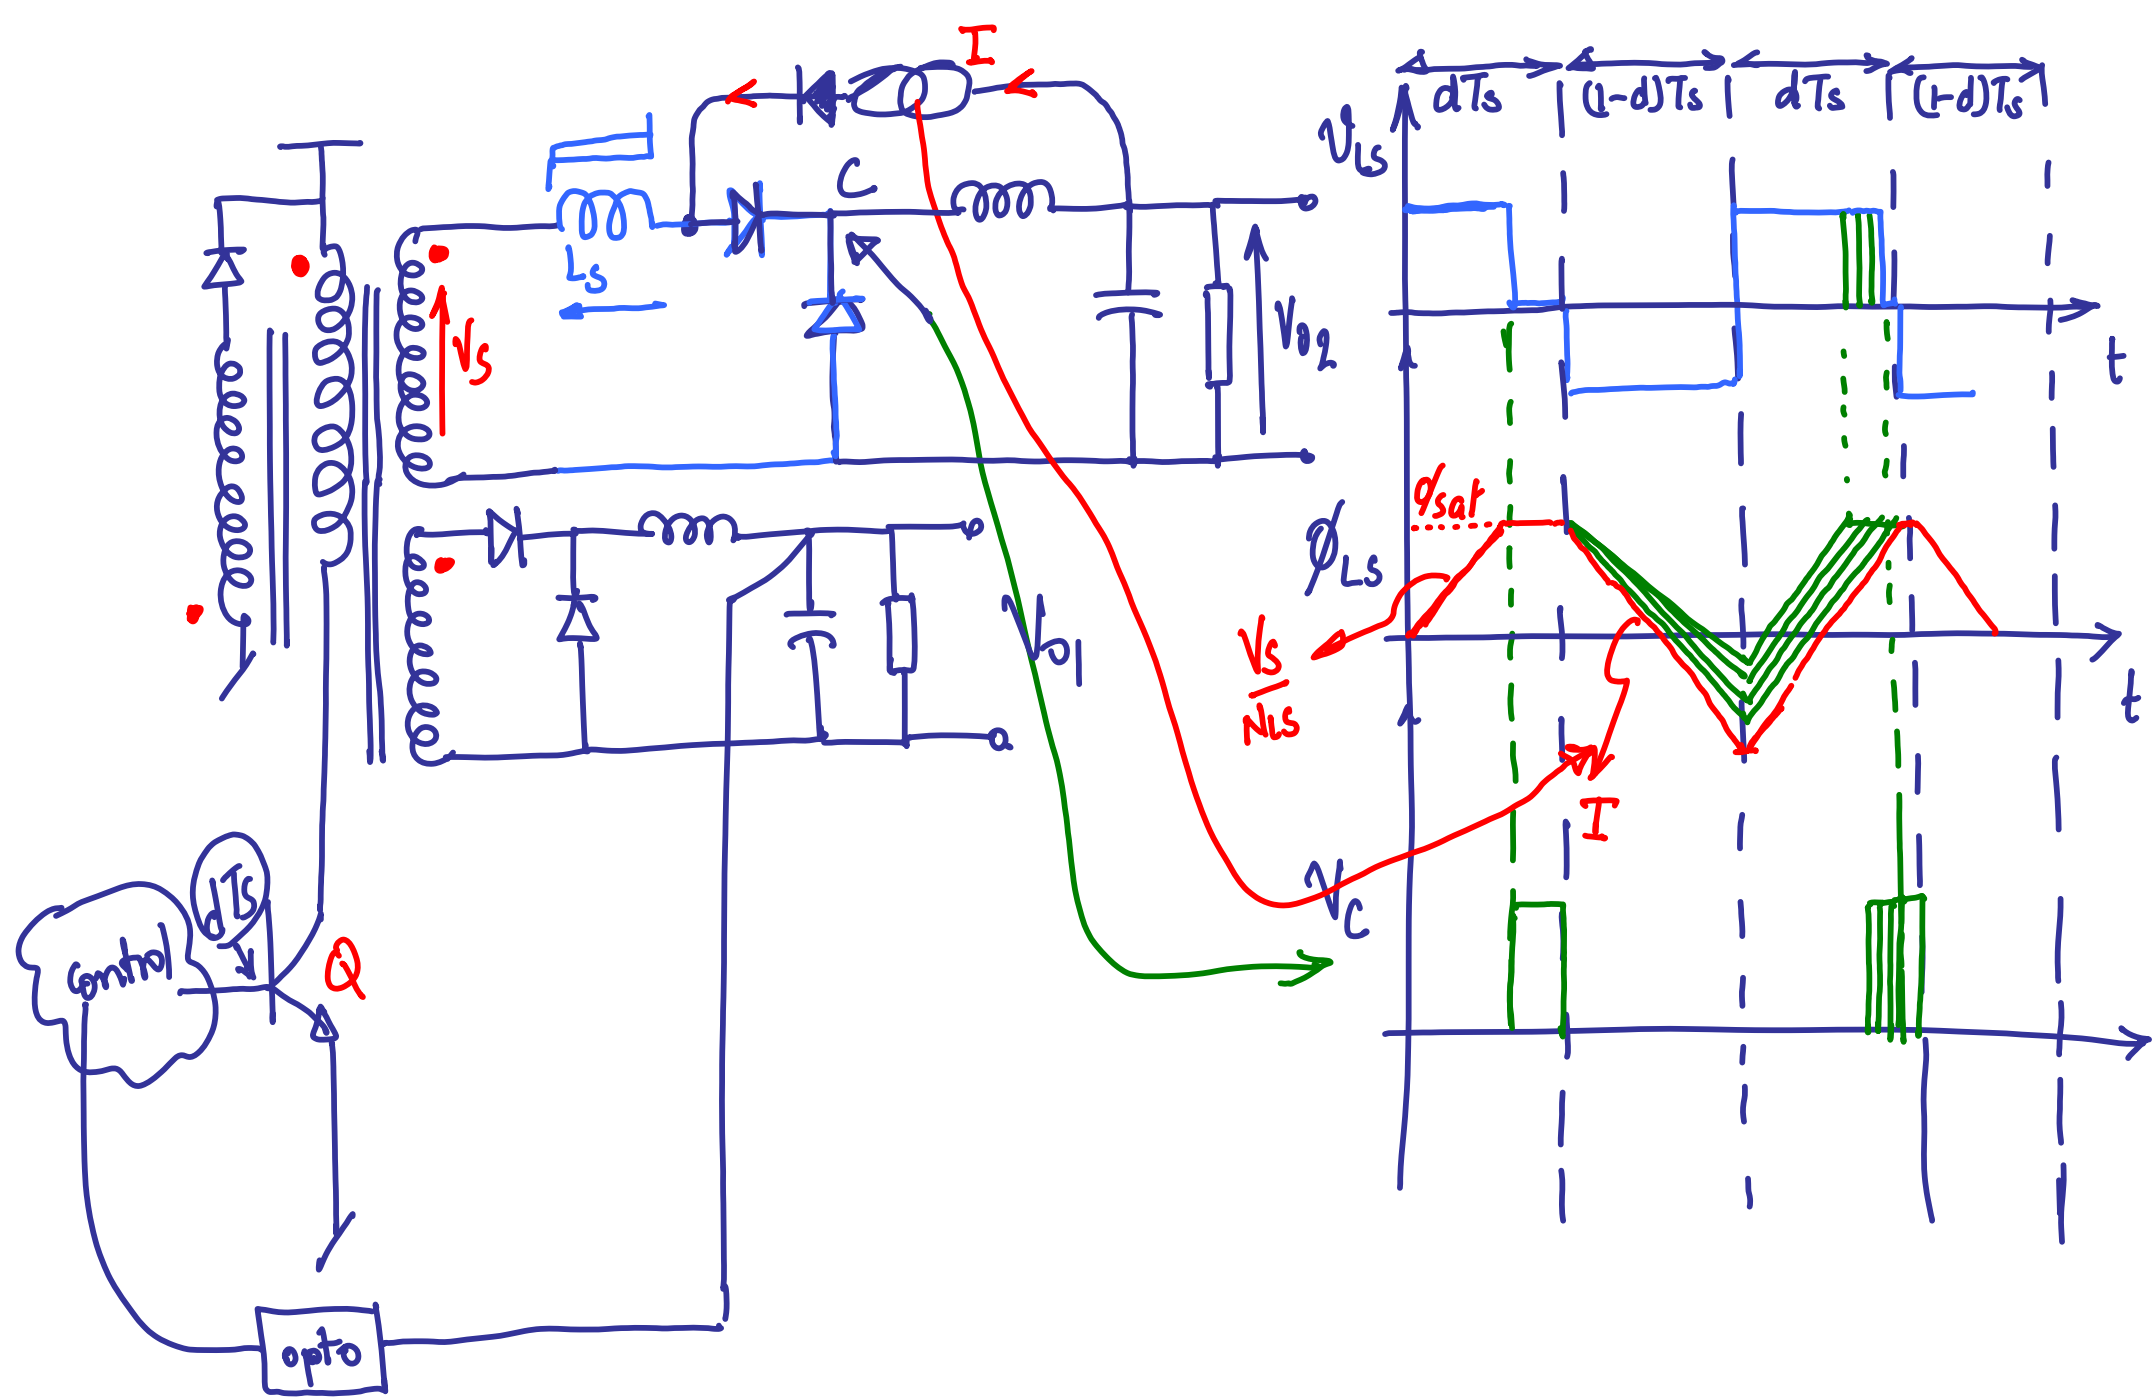 I
dTs (1-d)Ts dTs (1-d)Ts
VLs
C
Ls
Vs
Vo2
t
φsat
φLs
Vo1
Vs
NLs
t
I
VC
dTs
control
Q
opto